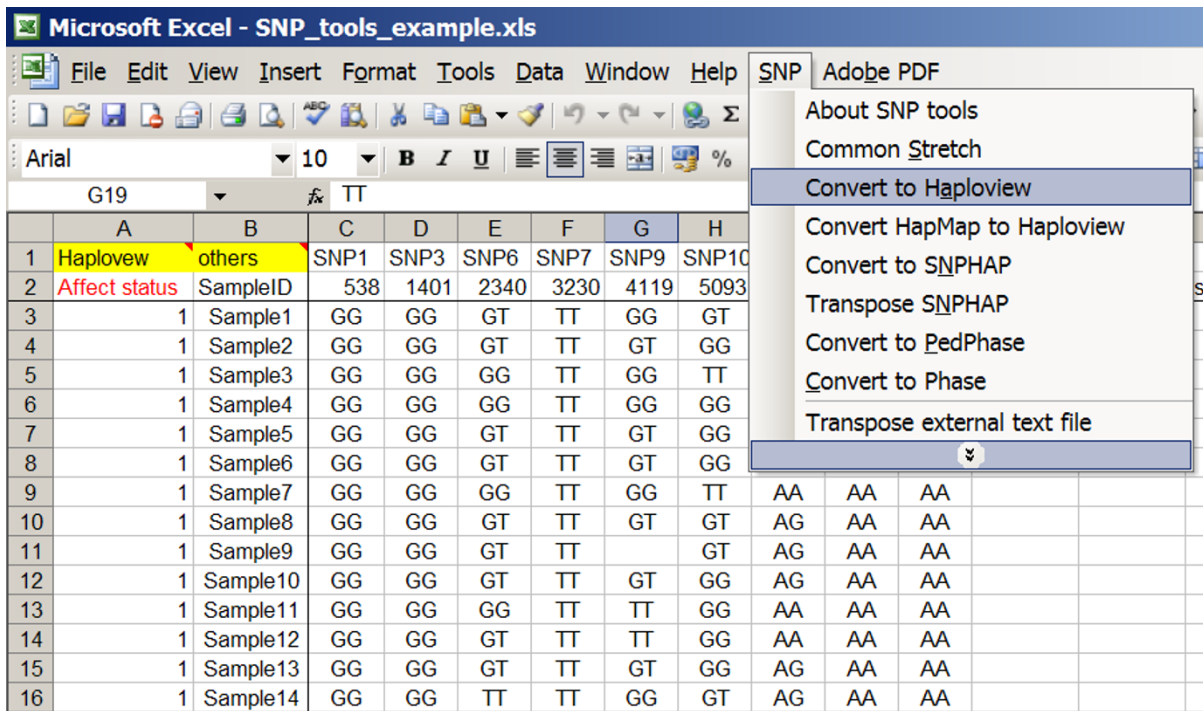 Microsoft Excel - SNP_tools_example.xls
File Edit View Insert Format Tools Data Window Help SNP Adobe PDF
About SNP tools
Common Stretch
Convert to Haploview
Convert HapMap to Haploview
Convert to SNPHAP
Transpose SNPHAP
Convert to PedPhase
Convert to Phase
Transpose external text file
ABC Σ
Arial 10 B I U %
G19 fx TT
A B C D E F G H
1 Haplovew others SNP1 SNP3 SNP6 SNP7 SNP9 SNP10
2 Affect status SampleID 538 1401 2340 3230 4119 5093
3 1 Sample1 GG GG GT TT GG GT
4 1 Sample2 GG GG GT TT GT GG
5 1 Sample3 GG GG GG TT GG TT
6 1 Sample4 GG GG GG TT GG GG
7 1 Sample5 GG GG GT TT GT GG
8 1 Sample6 GG GG GT TT GT GG
9 1 Sample7 GG GG GG TT GG TT AA AA AA
10 1 Sample8 GG GG GT TT GT GT AG AA AA
11 1 Sample9 GG GG GT TT GT AG AA AA
12 1 Sample10 GG GG GT TT GT GG AG AA AA
13 1 Sample11 GG GG GG TT TT GG AA AA AA
14 1 Sample12 GG GG GT TT TT GG AA AA AA
15 1 Sample13 GG GG GT TT GT GG AG AA AA
16 1 Sample14 GG GG TT TT GG GT AG AA AA